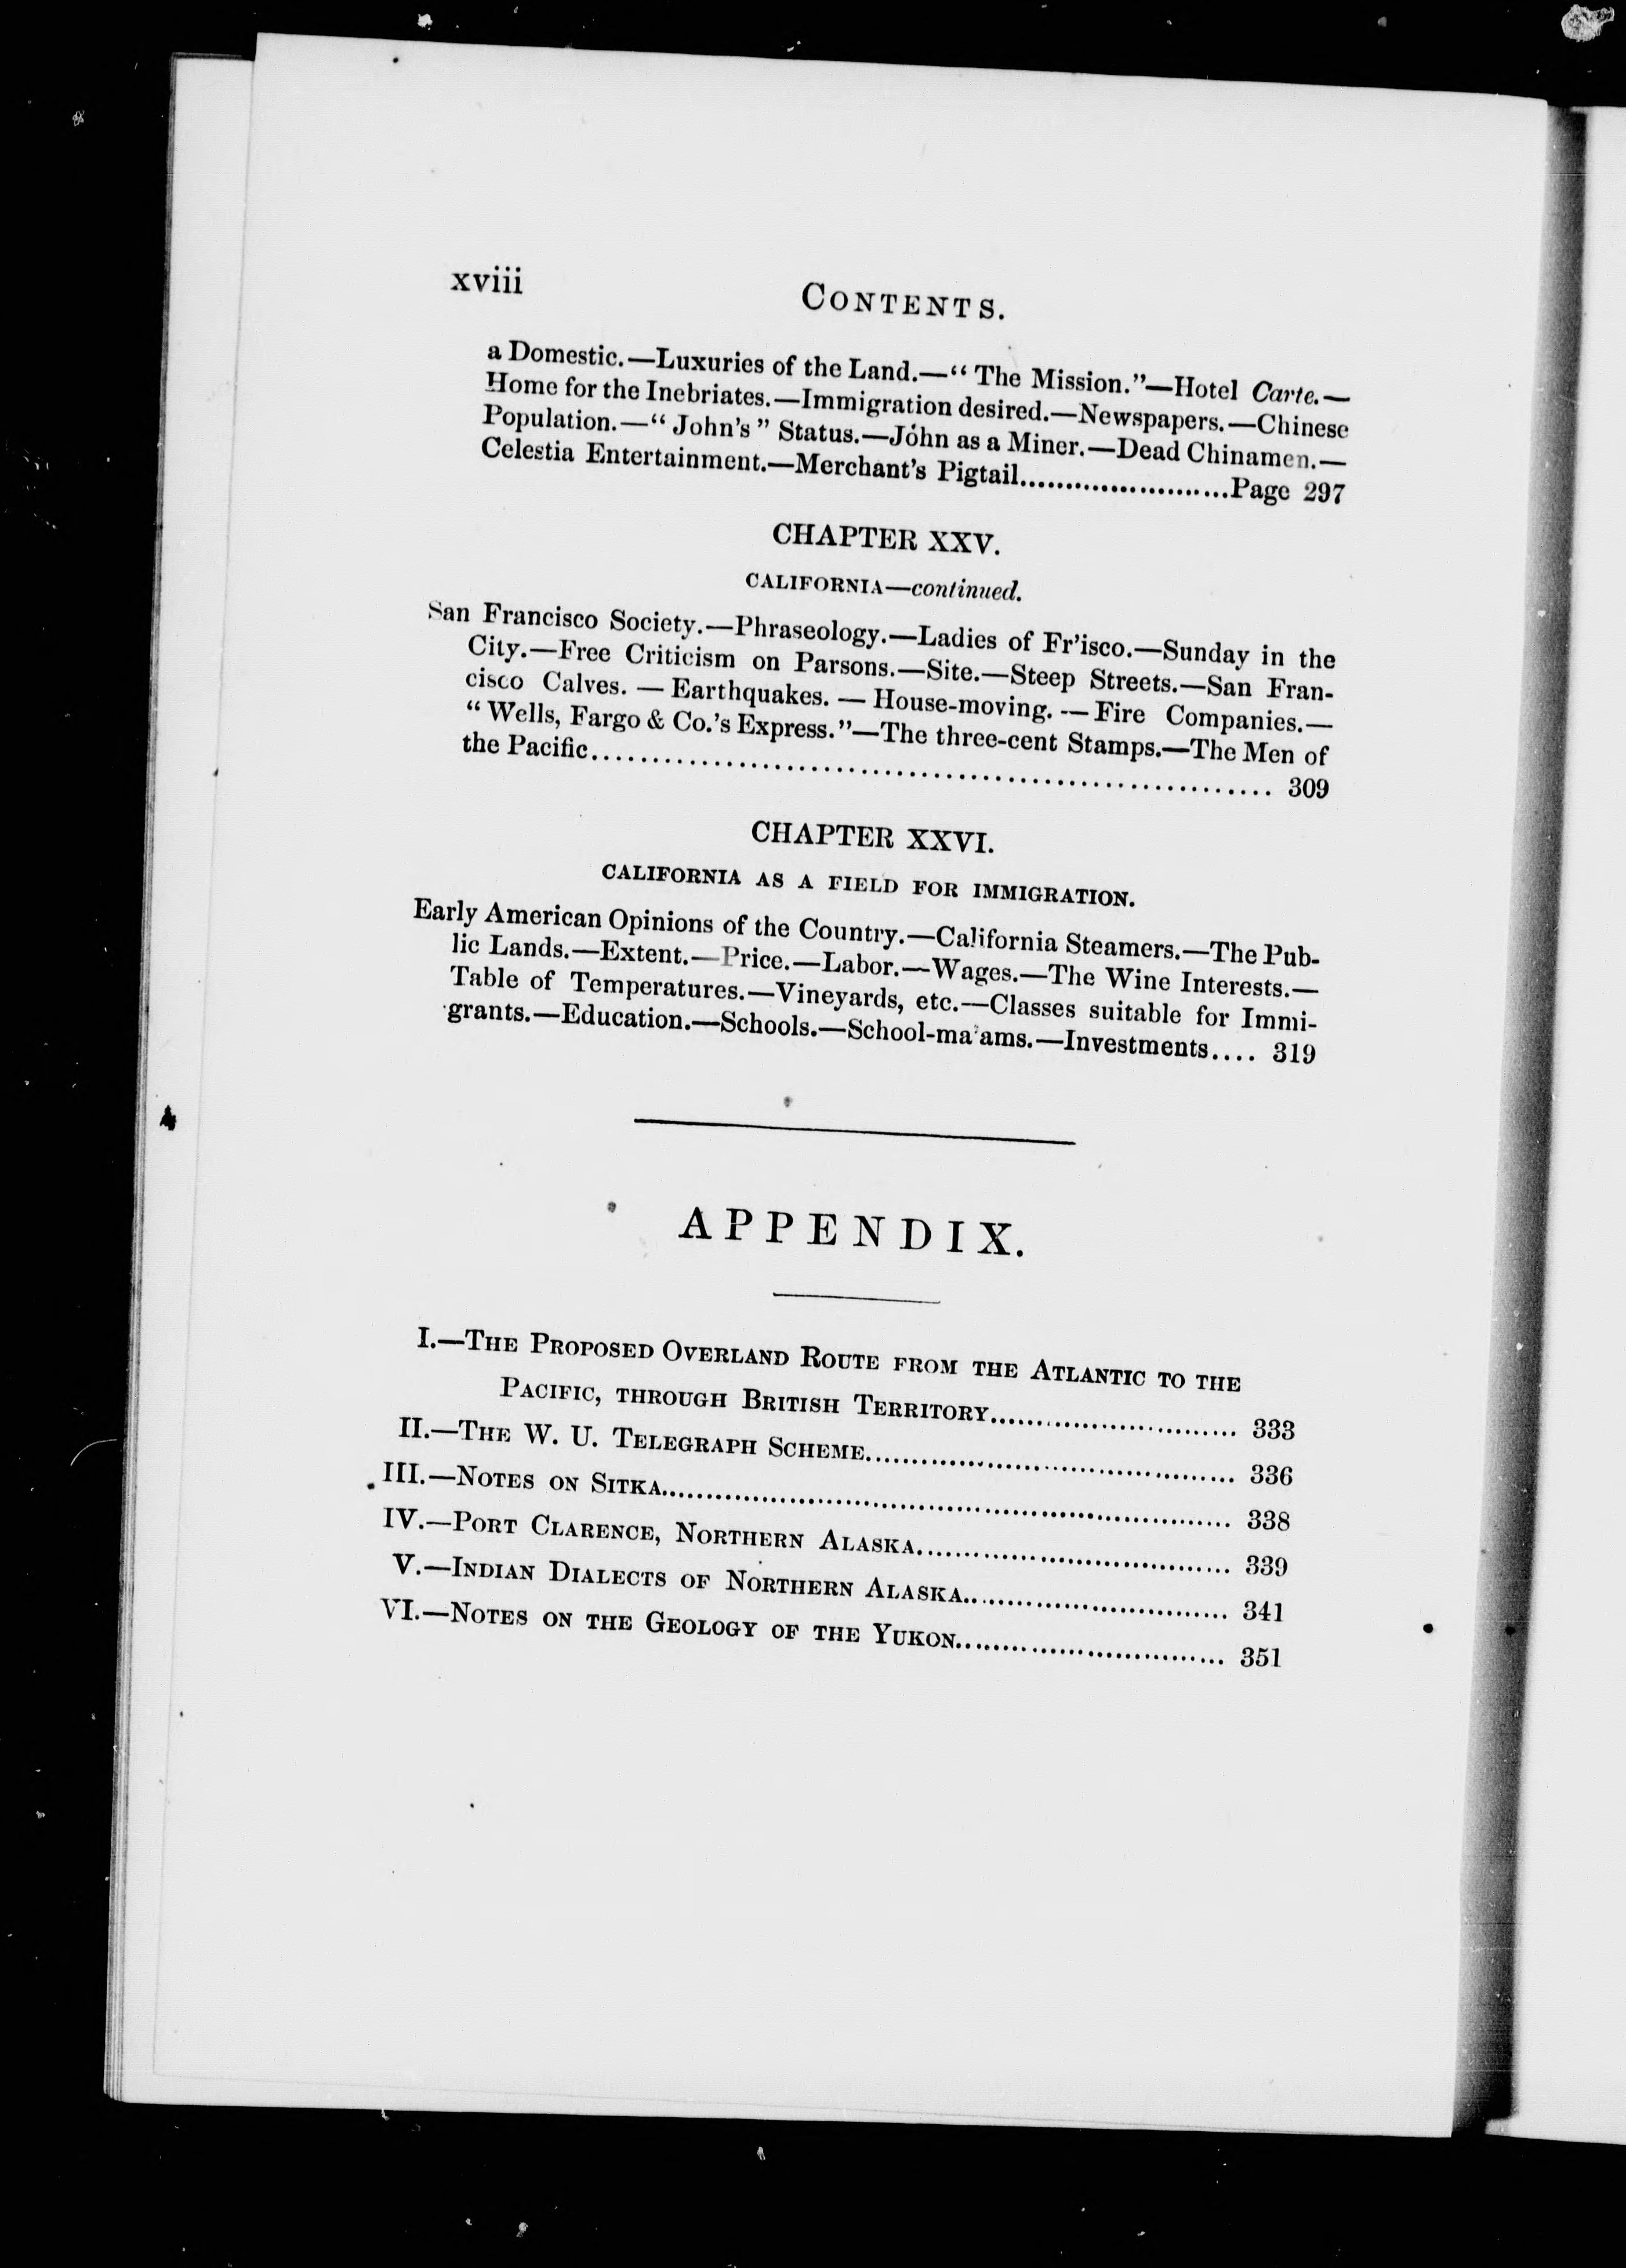 xviii CONTENTS.
a Domestic.—Luxuries of the Land.—“ The Mission.”—Hotel Carte.—
Home for the Inebriates.—Immigration desired.—Newspapers.—Chinese
Population.—“ John's ” Status.—John as a Miner.—Dead Chinamen.—
Celestia Entertainment.—Merchant's Pigtail.......................Page 297
CHAPTER XXV.
CALIFORNIA—continued.
San Francisco Society.—Phraseology.—Ladies of Fr'isco.—Sunday in the
City.—Free Criticism on Parsons.—Site.—Steep Streets.—San Fran-
cisco Calves. — Earthquakes. — House-moving. — Fire Companies.—
“ Wells, Fargo & Co.'s Express.”—The three-cent Stamps.—The Men of
the Pacific........................................................ 309
CHAPTER XXVI.
CALIFORNIA AS A FIELD FOR IMMIGRATION.
Early American Opinions of the Country.—California Steamers.—The Pub-
lic Lands.—Extent.—Price.—Labor.—Wages.—The Wine Interests.—
Table of Temperatures.—Vineyards, etc.—Classes suitable for Immi-
grants.—Education.—Schools.—School-ma'ams.—Investments.... 319
APPENDIX.
I.—THE PROPOSED OVERLAND ROUTE FROM THE ATLANTIC TO THE
PACIFIC, THROUGH BRITISH TERRITORY............................ 333
II.—THE W. U. TELEGRAPH SCHEME.......................................... 336
III.—NOTES ON SITKA................................................................ 338
IV.—PORT CLARENCE, NORTHERN ALASKA................................... 339
V.—INDIAN DIALECTS OF NORTHERN ALASKA............................. 341
VI.—NOTES ON THE GEOLOGY OF THE YUKON.............................. 351